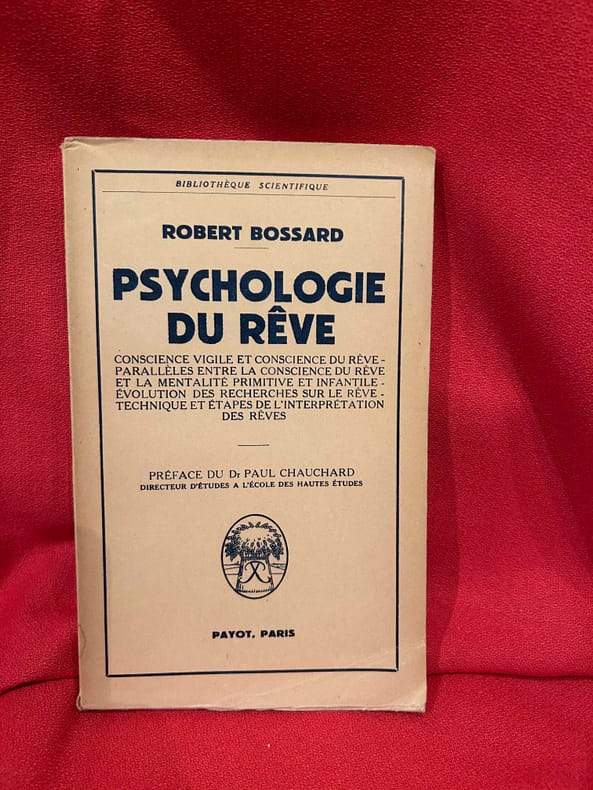 BIBLIOTHÈQUE SCIENTIFIQUE
ROBERT BOSSARD
PSYCHOLOGIE
DU RÊVE
CONSCIENCE VIGILE ET CONSCIENCE DU RÊVE -
PARALLÈLES ENTRE LA CONSCIENCE DU RÊVE
ET LA MENTALITÉ PRIMITIVE ET INFANTILE -
ÉVOLUTION DES RECHERCHES SUR LE RÊVE -
TECHNIQUE ET ÉTAPES DE L'INTERPRÉTATION
DES RÊVES
PRÉFACE DU Dr PAUL CHAUCHARD
DIRECTEUR D'ÉTUDES A L'ÉCOLE DES HAUTES ÉTUDES
PAYOT, PARIS